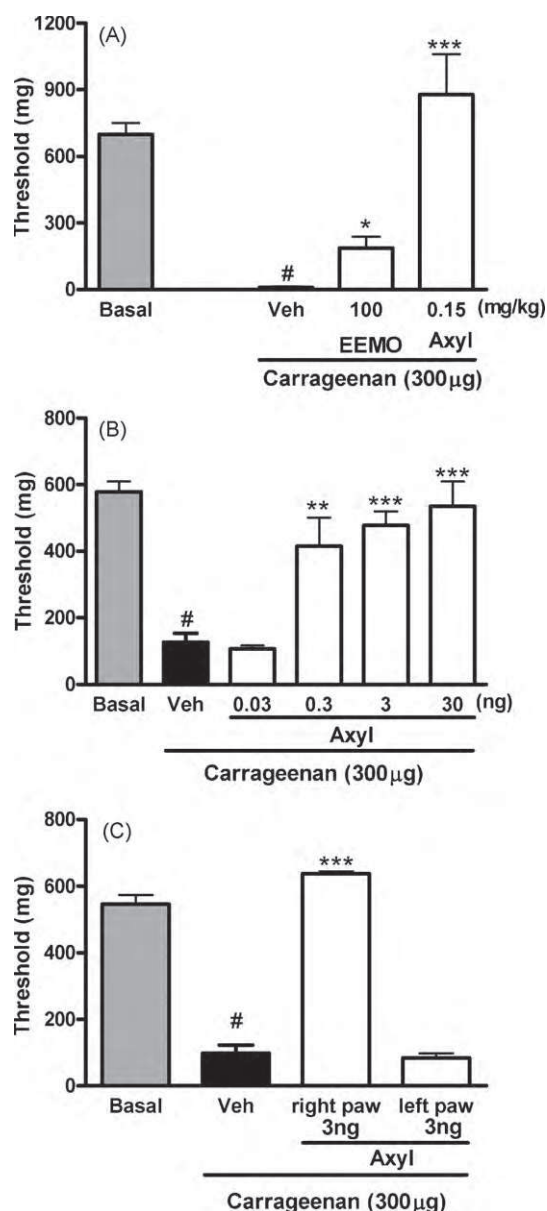 (A)
1200
900
600
300
0
Threshold (mg)
***
*
#
Basal Veh 100 0.15 (mg/kg)
EEMO Axyl
Carrageenan (300μg)
(B)
800
600
400
200
0
Threshold (mg)
** *** ***
#
Basal Veh 0.03 0.3 3 30 (ng)
Axyl
Carrageenan (300μg)
(C)
800
600
400
200
0
Threshold (mg)
***
#
Basal Veh right paw left paw
3ng 3ng
Axyl
Carrageenan (300μg)